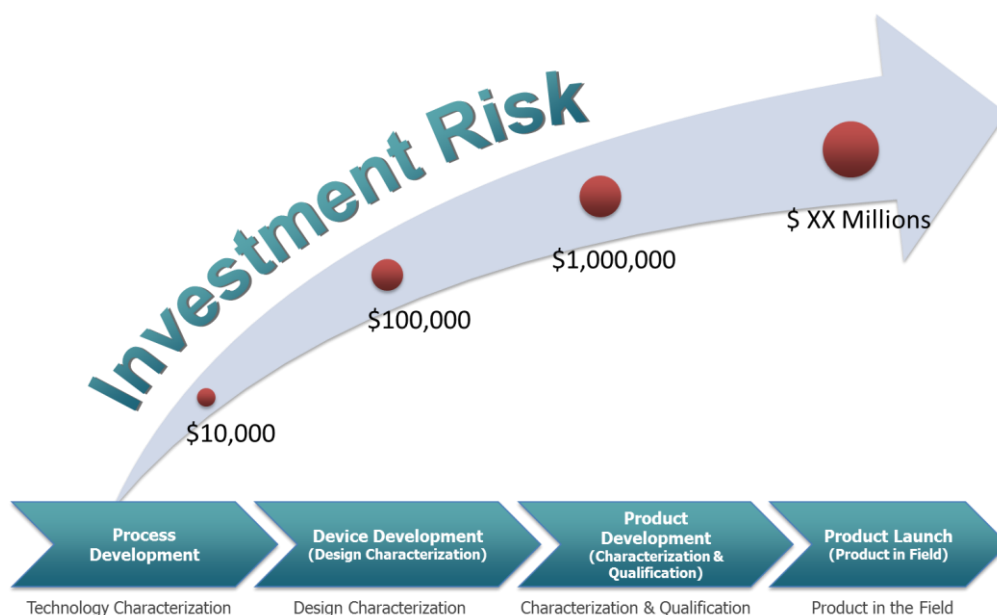 Investment Risk
$10,000
$100,000
$1,000,000
$ XX Millions
Process
Development
Device Development
(Design Characterization)
Product
Development
(Characterization &
Qualification)
Product Launch
(Product in Field)
Technology Characterization
Design Characterization
Characterization & Qualification
Product in the Field